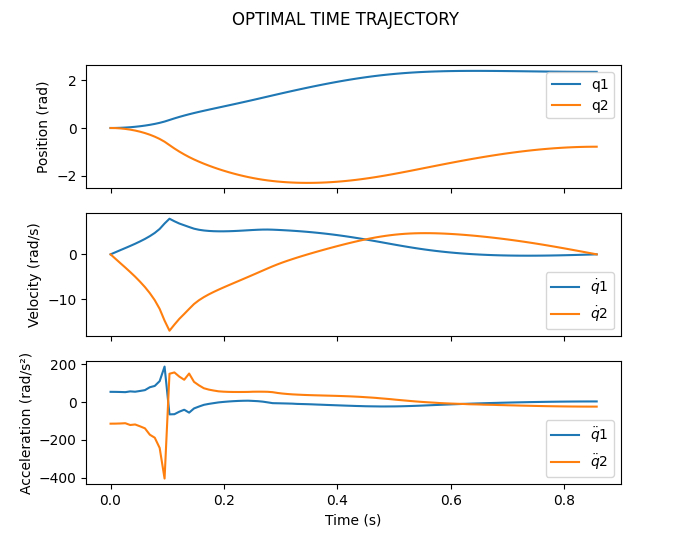 OPTIMAL TIME TRAJECTORY
Position (rad)
2
0
−2
q1
q2
Velocity (rad/s)
0
−10
q̇1
q̇2
Acceleration (rad/s²)
200
0
−200
−400
q̈1
q̈2
0.0 0.2 0.4 0.6 0.8
Time (s)